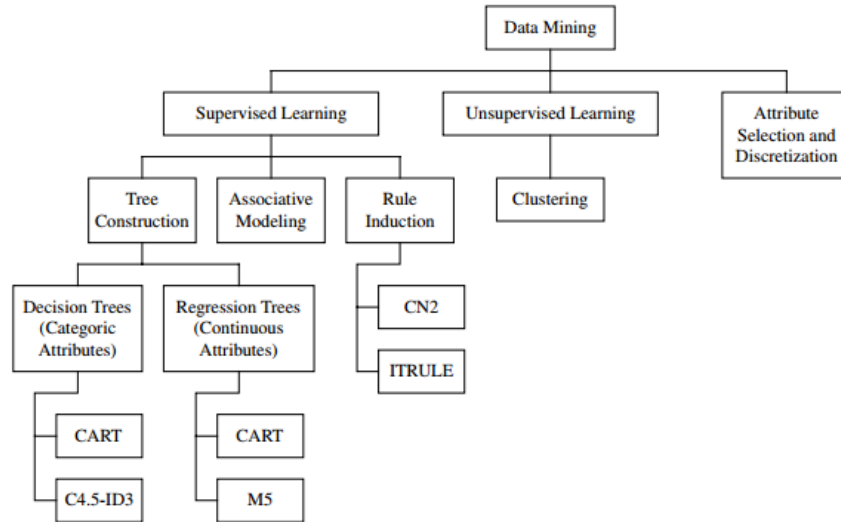 Data Mining
Supervised Learning
Unsupervised Learning
Attribute
Selection and
Discretization
Tree
Construction
Associative
Modeling
Rule
Induction
Clustering
Decision Trees
(Categoric
Attributes)
Regression Trees
(Continuous
Attributes)
CN2
ITRULE
CART
CART
C4.5-ID3
M5